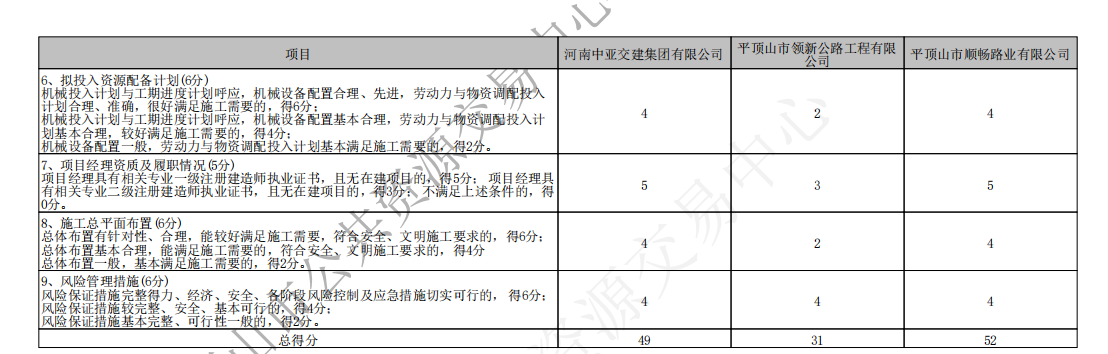 项目 河南中亚交建集团有限公司 平顶山市领新公路工程有限公司 平顶山市顺畅路业有限公司
6、拟投入资源配备计划(6分)
机械投入计划与工期进度计划呼应，机械设备配置合理、先进，劳动力与物资调配投入
计划合理、准确，很好满足施工需要的，得6分；
机械投入计划与工期进度计划呼应，机械设备配置基本合理，劳动力与物资调配投入计
划基本合理，较好满足施工需要的，得4分；
机械设备配置一般，劳动力与物资调配投入计划基本满足施工需要的，得2分。
4 2 4
7、项目经理资质及履职情况(5分)
项目经理具有相关专业一级注册建造师执业证书，且无在建项目的，得5分； 项目经理具
有相关专业二级注册建造师执业证书，且无在建项目的，得3分； 不满足上述条件的，得
0分。
5 3 5
8、施工总平面布置(6分)
总体布置有针对性、合理，能较好满足施工需要，符合安全、文明施工要求的，得6分；
总体布置基本合理，能满足施工需要的，符合安全、文明施工要求的，得4分
总体布置一般，基本满足施工需要的，得2分。
4 2 4
9、风险管理措施(6分)
风险保证措施完整得力、经济、安全、各阶段风险控制及应急措施切实可行的， 得6分；
风险保证措施较完整、安全、基本可行的，得4分；
风险保证措施基本完整、可行性一般的，得2分。
4 4 4
总得分 49 31 52
山市公共资源交易中心
资源交易中心